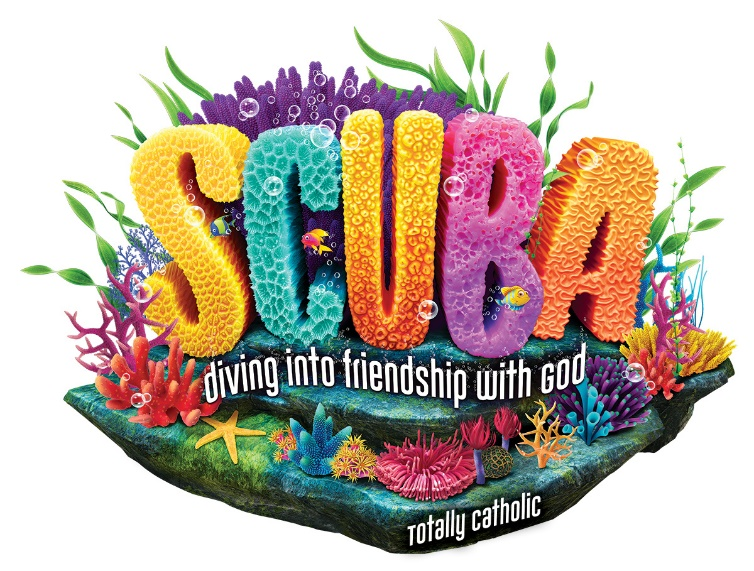 SCUBA
diving into friendship with God
Totally Catholic